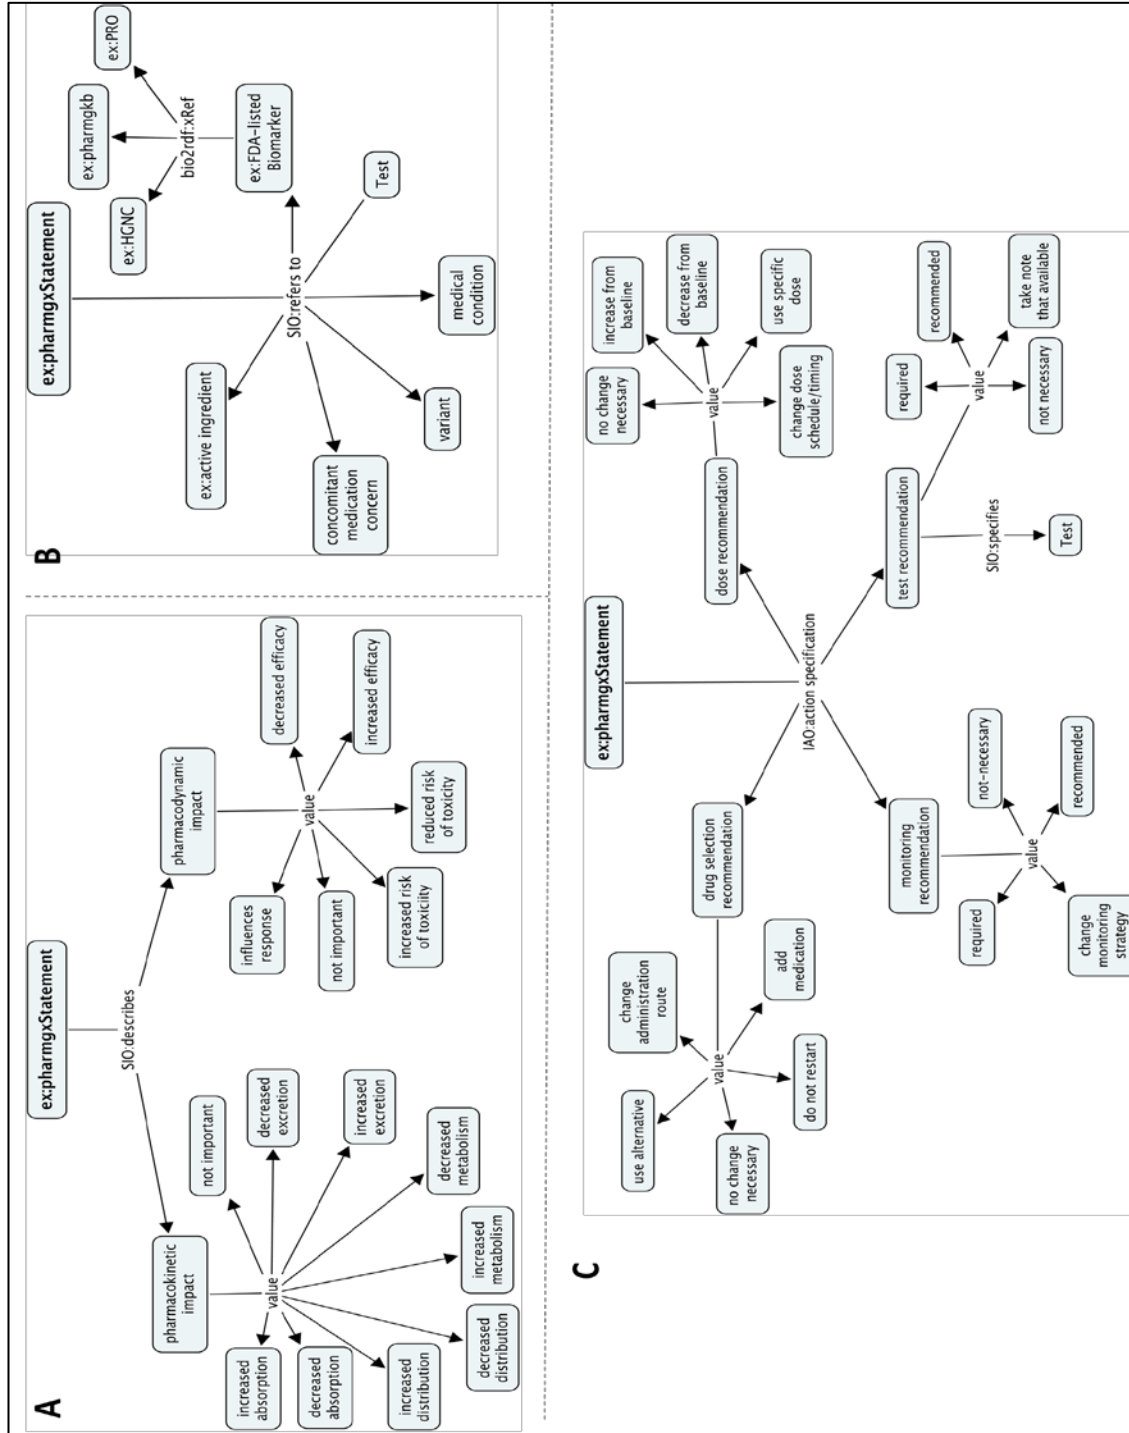 A
ex:pharmgxStatement
SIO:describes
pharmacokinetic
impact
pharmacodynamic
impact
value
increased
absorption
decreased
absorption
increased
distribution
decreased
distribution
increased
metabolism
decreased
metabolism
increased
excretion
decreased
excretion
not important
value
influences
response
not important
increased risk
of toxicity
reduced risk
of toxicity
increased efficacy
decreased efficacy
B
ex:pharmgxStatement
SIO:refers to
ex:active ingredient
concomitant
medication
concern
variant
medical
condition
Test
ex:FDA-listed
Biomarker
bio2rdf:xRef
ex:HGNC
ex:pharmgkb
ex:PRO
C
ex:pharmgxStatement
IAO:action specification
drug selection
recommendation
value
use alternative
change
administration
route
add
medication
do not restart
no change
necessary
monitoring
recommendation
value
required
not-necessary
recommended
change
monitoring
strategy
dose recommendation
value
no change
necessary
increase from
baseline
decrease from
baseline
use specific
dose
change dose
schedule/timing
test recommendation
value
required
recommended
take note
that available
not necessary
SIO:specifies
Test